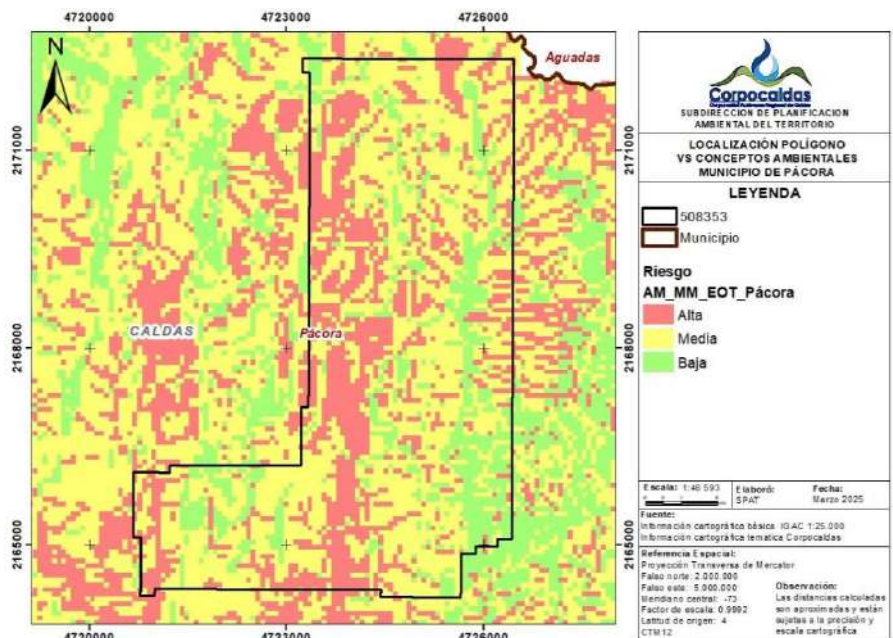 4720000 4723000 4726000
N
Aguadas
2171000 2171000
CALDAS
Pácora
2168000 2168000
2165000 2165000
4720000 4723000 4726000
Corpocaldas
SUBDIRECCION DE PLANIFICACION
AMBIENTAL DEL TERRITORIO
LOCALIZACIÓN POLÍGONO
VS CONCEPTOS AMBIENTALES
MUNICIPIO DE PÁCORA
LEYENDA
508353
Municipio
Riesgo
AM_MM_EOT_Pácora
Alta
Media
Baja
Escala: 1:46.593
Elaboró:
SPAT
Fecha:
Marzo 2025
Fuente:
Información cartográfica básica IGAC 1:25.000
Información cartográfica temática Corpocaldas
Referencia Espacial:
Proyección Transversa de Mercator
Falso norte: 2.000.000
Falso este: 5.000.000
Meridiano central: -73
Factor de escala: 0.9992
Latitud de origen: 4
CTM12
Observación:
Las distancias calculadas
son aproximadas y están
sujetas a la precisión y
escala cartográfica